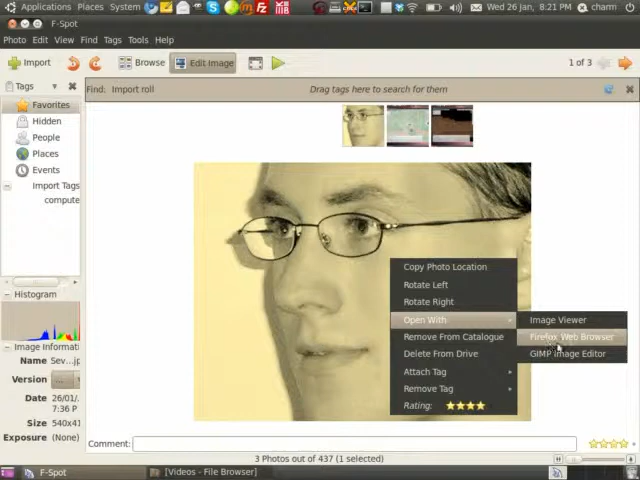 Applications Places System Wed 26 jan, 8:21 PM charm
F-Spot
Photo Edit View Find Tags Tools Help
Import Browse Edit Image 1 of 3
Tags
Find: Import roll Drag tags here to search for them
Favorites
Hidden
People
Places
Events
Import Tags
compute
Copy Photo Location
Rotate Left
Rotate Right
Open With
Image Viewer
Remove From Catalogue
Firefox Web Browser
Delete From Drive
GIMP Image Editor
Attach Tag
Remove Tag
Rating:
Histogram
Image Informati
Name Sev...j
Version ...
Date 26/01/.
7:36 P
Size 540x41
Exposure (None)
Comment:
3 Photos out of 437 (1 selected)
F-Spot [Videos - File Browser]